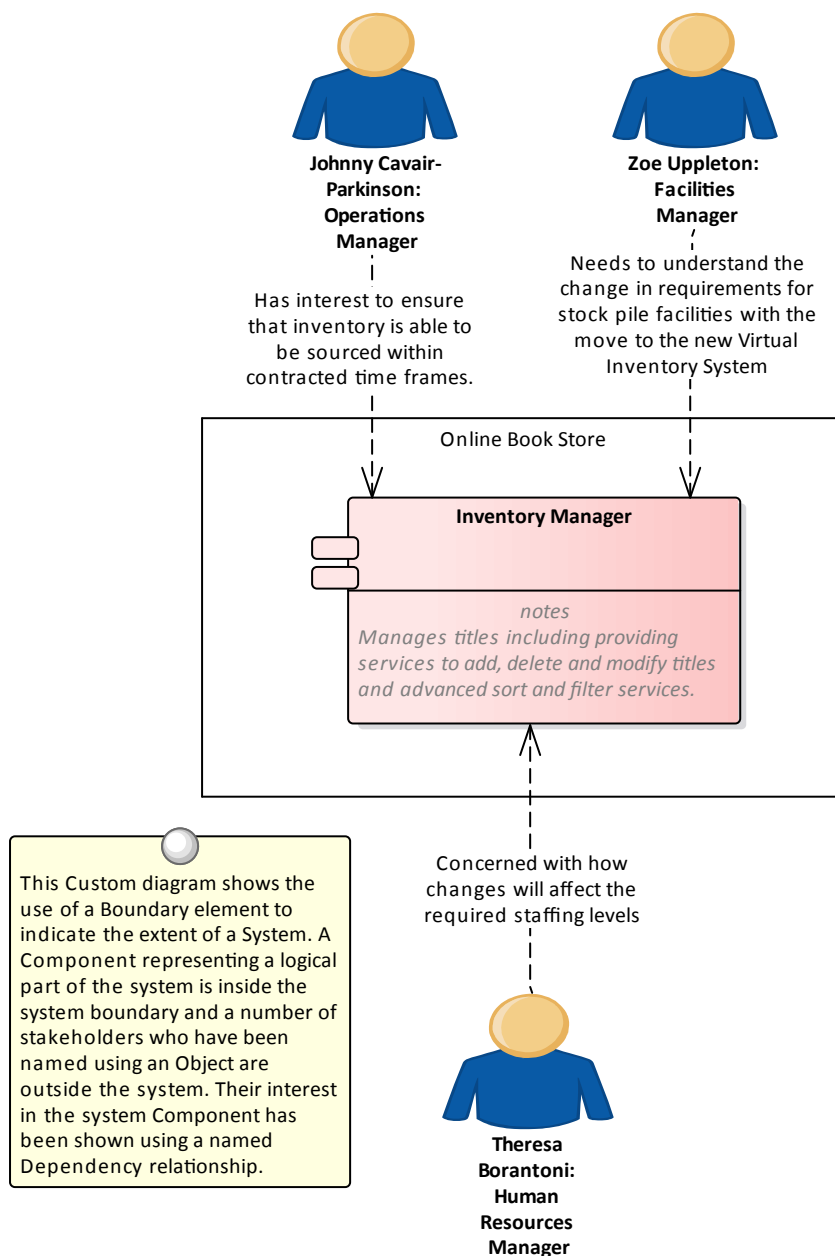 Johnny Cavair-
Parkinson:
Operations
Manager
Zoe Uppleton:
Facilities
Manager
Has interest to ensure
that inventory is able to
be sourced within
contracted time frames.
Needs to understand the
change in requirements for
stock pile facilities with the
move to the new Virtual
Inventory System
Online Book Store
Inventory Manager
notes
Manages titles including providing
services to add, delete and modify titles
and advanced sort and filter services.
Concerned with how
changes will affect the
required staffing levels
This Custom diagram shows the
use of a Boundary element to
indicate the extent of a System. A
Component representing a logical
part of the system is inside the
system boundary and a number of
stakeholders who have been
named using an Object are
outside the system. Their interest
in the system Component has
been shown using a named
Dependency relationship.
Theresa
Borantoni:
Human
Resources
Manager